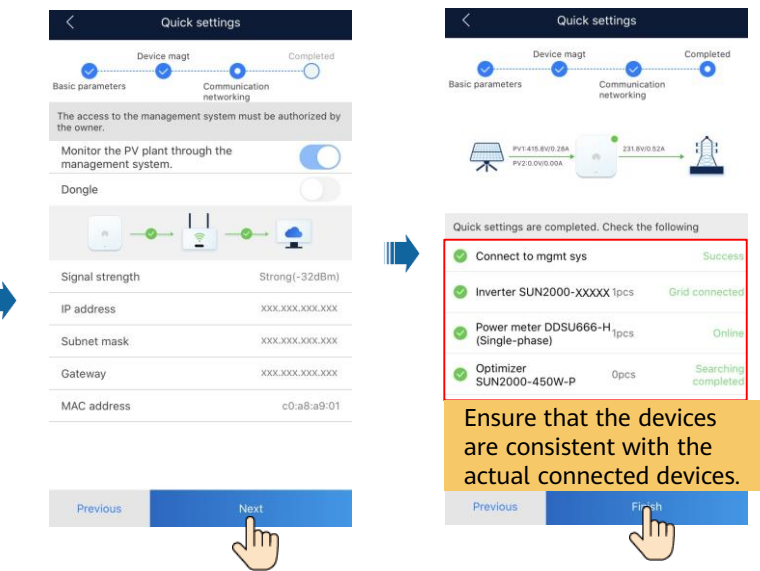 Quick settings
Device magt
Completed
Basic parameters
Communication
networking
The access to the management system must be authorized by
the owner.
Monitor the PV plant through the
management system.
Dongle
Signal strength
Strong(-32dBm)
IP address
xxx.xxx.xxx.xxx
Subnet mask
xxx.xxx.xxx.xxx
Gateway
xxx.xxx.xxx.xxx
MAC address
c0:a8:a9:01
Previous
Next
Quick settings
Device magt
Completed
Basic parameters
Communication
networking
PV1:415.8V/0.28A
PV2:0.0V/0.00A
231.8V/0.52A
Quick settings are completed. Check the following
Connect to mgmt sys
Success
Inverter SUN2000-XXXXX 1pcs
Grid connected
Power meter DDSU666-H
(Single-phase)
1pcs
Online
Optimizer
SUN2000-450W-P
0pcs
Searching
completed
Ensure that the devices
are consistent with the
actual connected devices.
Previous
Finish